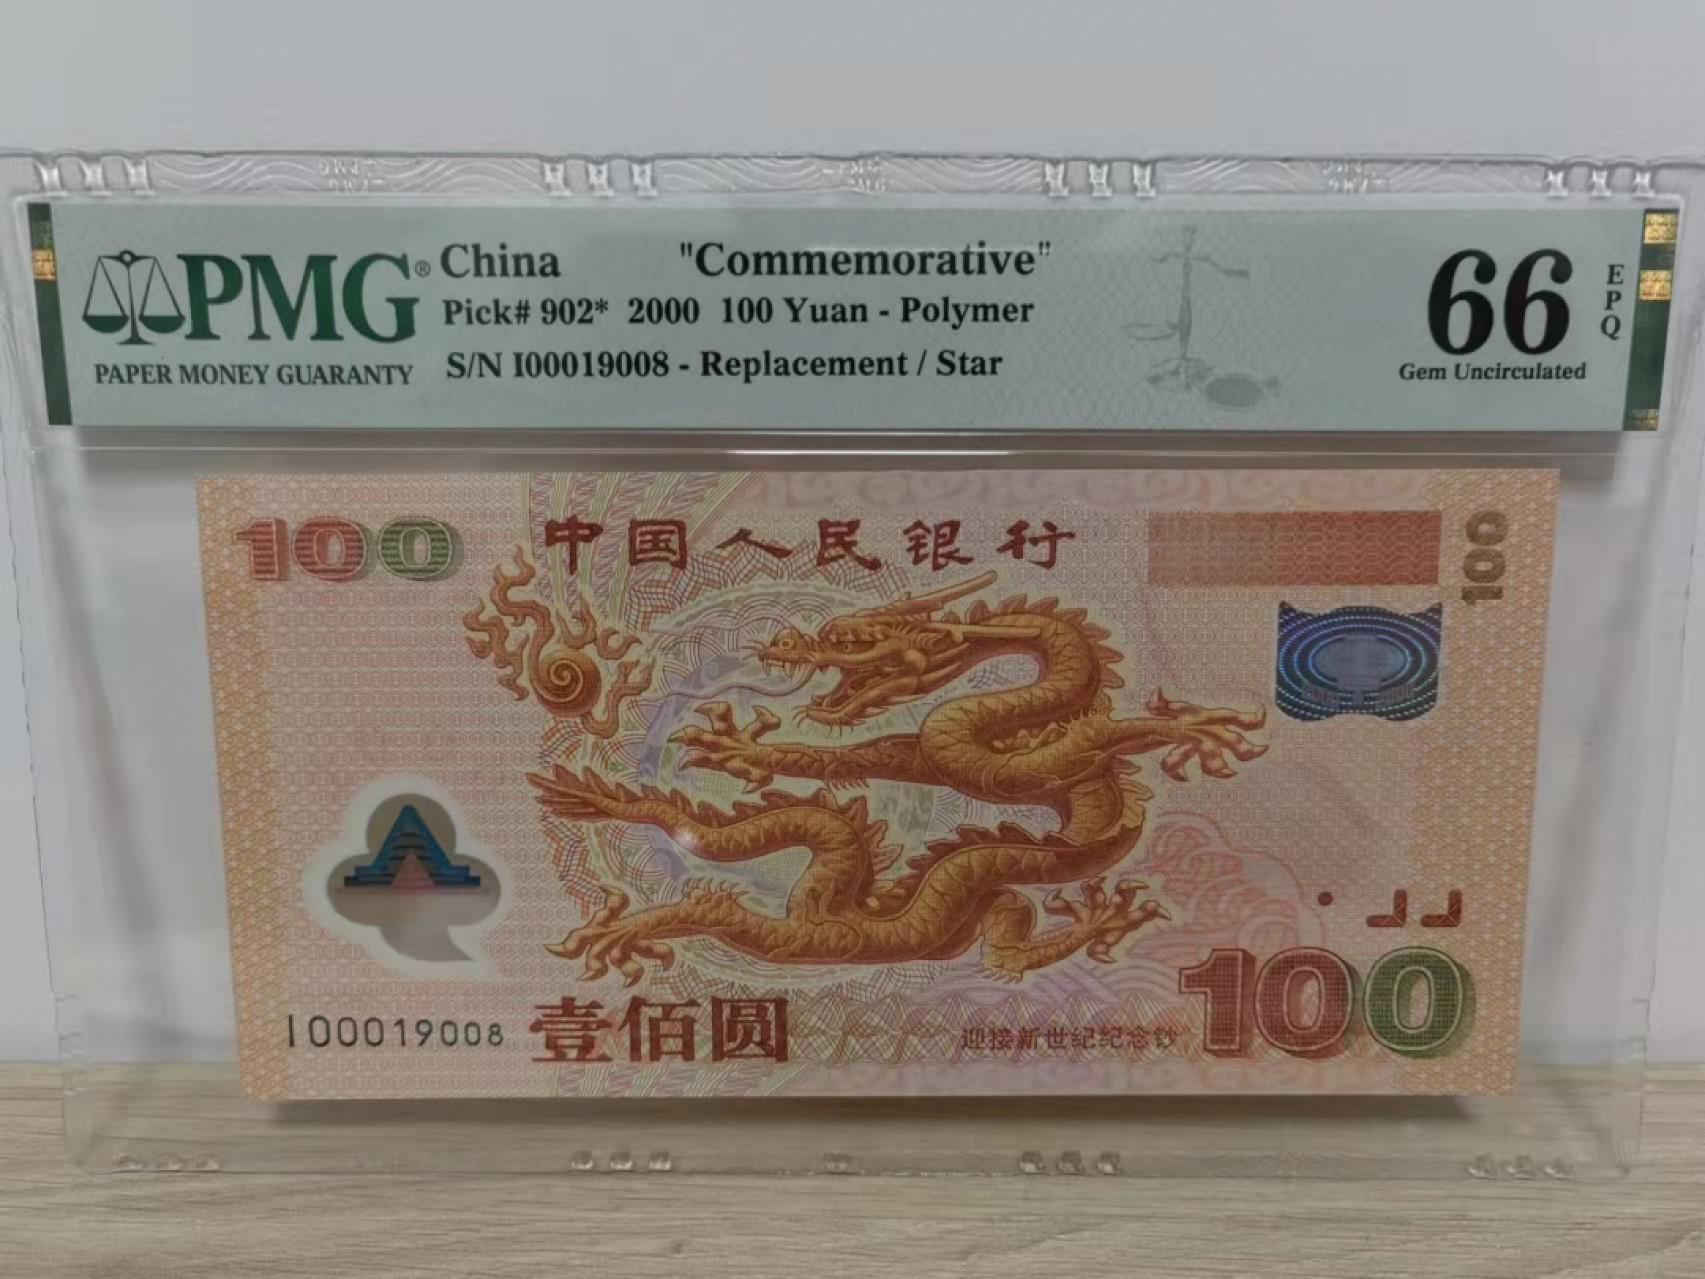 PMG®
PAPER MONEY GUARANTY
China "Commemorative"
Pick# 902* 2000 100 Yuan - Polymer
S/N I00019008 - Replacement / Star
66
EPQ
Gem Uncirculated
100
中国人民银行
100
I00019008
壹佰圆
迎接新世纪纪念钞
100